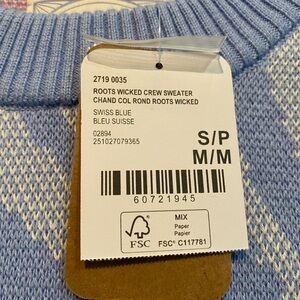 2719 0035
ROOTS WICKED CREW SWEATER
CHAND COL ROND ROOTS WICKED
SWISS BLUE
BLEU SUISSE
02894
251027079365
S/P
M/M
60721945
FSC
MIX
Paper
Papier
FSC® C117781